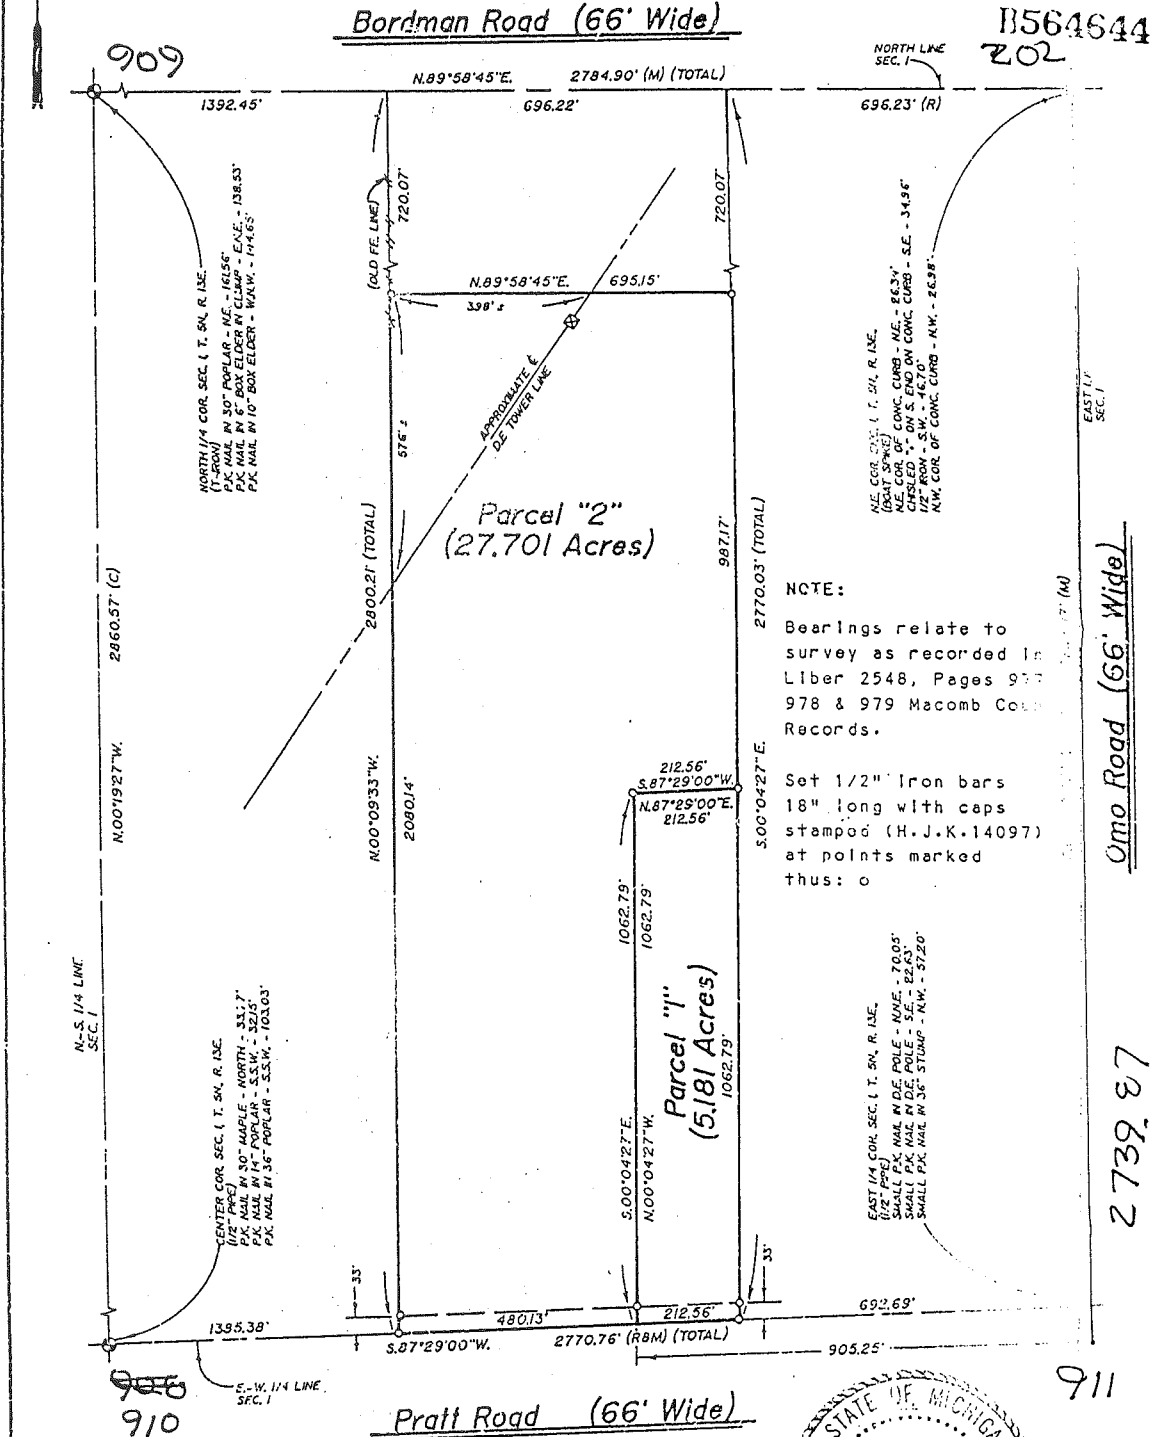 Bordman Road (66' Wide)
B564644
909
202
NORTH LINE
SEC. 1
N.89°58'45"E.
2784.90' (M) (TOTAL)
1392.45'
696.22'
696.23' (R)
720.07'
720.07'
(OLD FE. LINE)
N.89°58'45"E.
695.15'
398' ±
NORTH 1/4 COR. SEC. 1, T. 5N., R. 13E.
(T-IRON)
P.K. NAIL IN 30" POPLAR - N.E. - 161.56'
P.K. NAIL IN 6" BOX ELDER IN CLUMP - E.N.E. - 138.53'
P.K. NAIL IN 10" BOX ELDER - W.N.W. - 144.65'
N.E. COR. SEC. 1, T. 5N., R. 13E.
(BOAT SPIKE)
N.E. COR. OF CONC. CURB - N.E. - 26.34'
CHISLED "+" ON S. END ON CONC. CURB - S.E. - 34.96'
1/2" IRON - S.W. - 46.70'
N.W. COR. OF CONC. CURB - N.W. - 26.98'
EAST
SEC. 1
APPROXIMATE ℄
D.E. TOWER LINE
576' ±
Parcel "2"
(27.701 Acres)
2800.21' (TOTAL)
987.17'
2770.03' (TOTAL)
2860.57' (C)
(M)
Omo Road (66' Wide)
NOTE:
Bearings relate to
survey as recorded in
Liber 2548, Pages
978 & 979 Macomb
Records.
N.00°19'27"W.
N.00°09'33"W.
2080.14'
212.56'
S.87°29'00"W.
N.87°29'00"E.
212.56'
S.00°04'27"E.
Set 1/2" Iron bars
18" long with caps
stamped (H.J.K.14097)
at points marked
thus: o
1062.79'
1062.79'
Parcel "1"
(5.181 Acres)
1062.79'
N.-S. 1/4 LINE
SEC. 1
CENTER COR. SEC. 1, T. 5N., R. 13E.
(1/2" PIPE)
P.K. NAIL IN 30" MAPLE - NORTH -
P.K. NAIL IN 14" POPLAR - S.S.W. - 32.15'
P.K. NAIL IN 36" POPLAR - S.S.W. - 103.03'
S.00°04'27"E.
N.00°04'27"W.
EAST 1/4 COR. SEC. 1, T. 5N., R. 13E.
(1/2" PIPE)
SMALL P.K. NAIL IN D.E. POLE - N.N.E. - 70.05'
SMALL P.K. NAIL IN D.E. POLE - S.E. - 22.63'
SMALL P.K. NAIL IN 36" STUMP - N.W. - 57.20'
2739 87
33'
33'
1395.38'
480.13'
212.56'
692.69'
S.87°29'00"W.
2770.76' (R&M) (TOTAL)
905.25'
E.-W. 1/4 LINE
SEC. 1
910
911
Pratt Road (66' Wide)
STATE OF MICHIGA